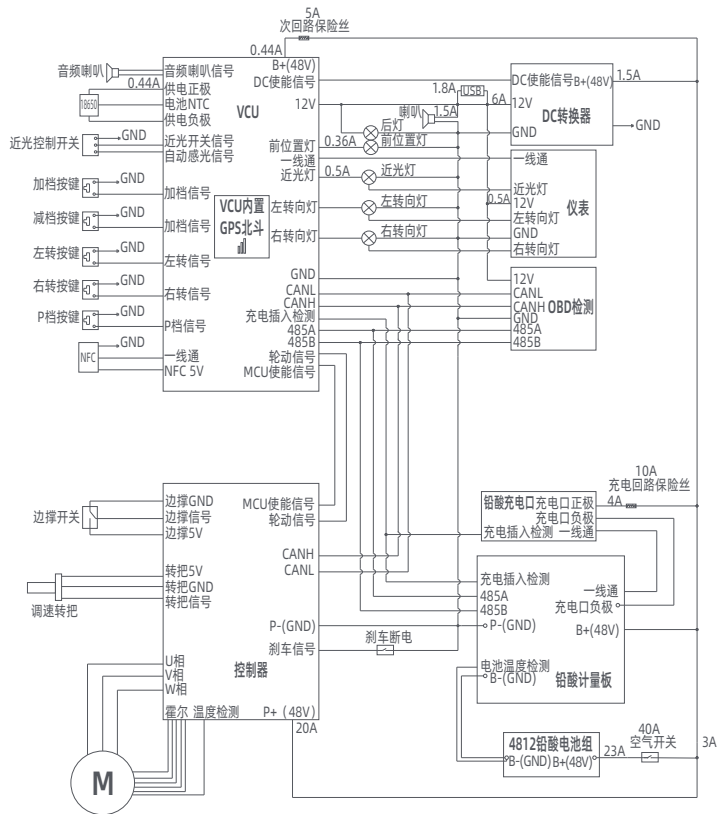 5A
次回路保险丝
0.44A
B+(48V)
音频喇叭
音频喇叭信号
DC使能信号
DC使能信号
B+(48V)
1.5A
0.44A
供电正极
1.8A
USB
18650
电池NTC
VCU
12V
喇叭
1.5A
6A
12V
DC转换器
供电负极
后灯
GND
GND
近光控制开关
GND
近光开关信号
前位置灯
0.36A
前位置灯
自动感光信号
一线通
一线通
近光灯
0.5A
近光灯
加档按键
GND
加档信号
近光灯
0.5A
12V
仪表
VCU内置
GPS北斗
左转向灯
左转向灯
左转向灯
减档按键
GND
加档信号
GND
右转向灯
右转向灯
右转向灯
左转按键
GND
左转信号
GND
12V
右转按键
GND
右转信号
CANL
CANL
CANH
CANH
OBD检测
P档按键
GND
充电插入检测
GND
P档信号
485A
485A
485B
485B
NFC
GND
一线通
轮动信号
NFC 5V
MCU使能信号
10A
充电回路保险丝
边撑开关
边撑GND
MCU使能信号
铅酸充电口
充电口正极
4A
边撑信号
轮动信号
充电口负极
边撑5V
充电插入检测
一线通
CANH
调速转把
转把5V
CANL
充电插入检测
转把GND
485A
一线通
转把信号
485B
充电口负极
P-(GND)
刹车断电
P-(GND)
B+(48V)
刹车信号
U相
控制器
电池温度检测
V相
B-(GND)
铅酸计量板
W相
霍尔
温度检测
P+（48V)
20A
40A
4812铅酸电池组
空气开关
3A
B-(GND)
B+(48V)
23A
M